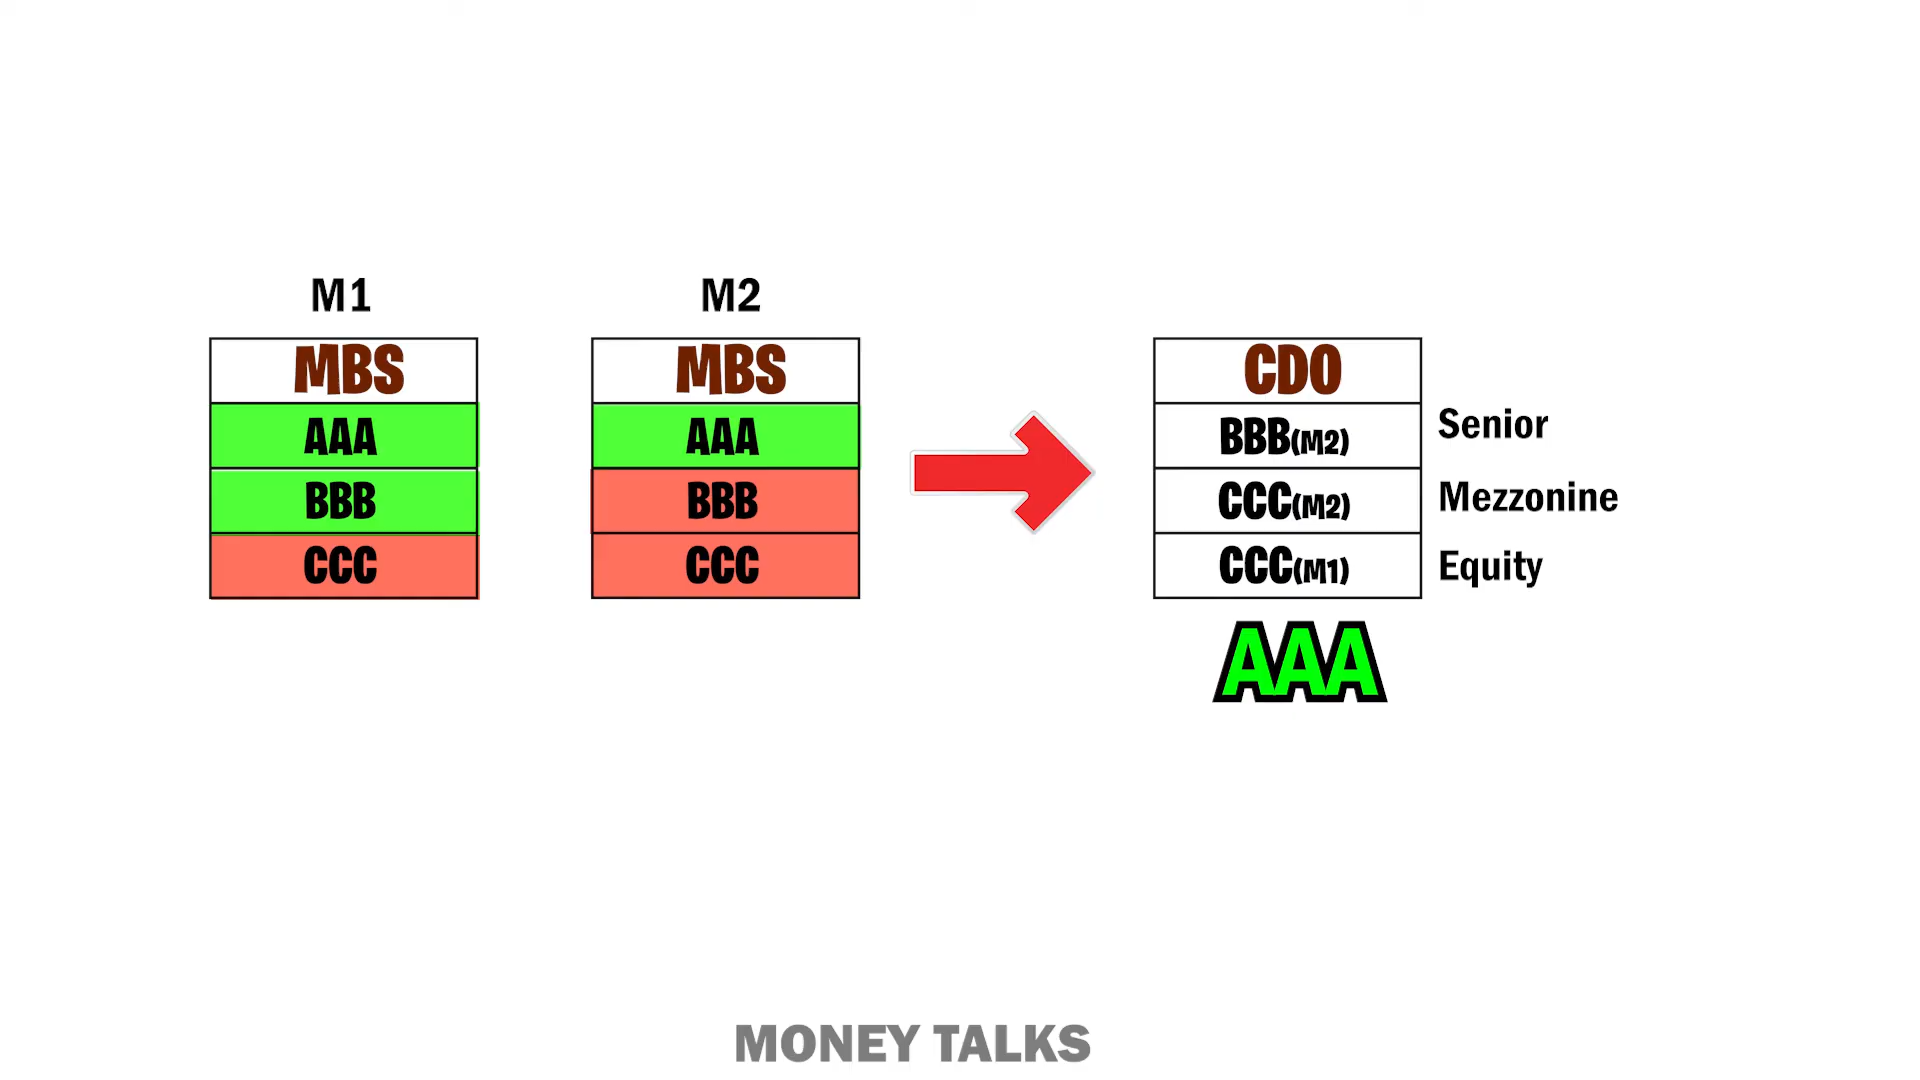 M1
MBS
AAA
BBB
CCC
M2
MBS
AAA
BBB
CCC
CDO
BBB(M2) Senior
CCC(M2) Mezzonine
CCC(M1) Equity
AAA
MONEY TALKS